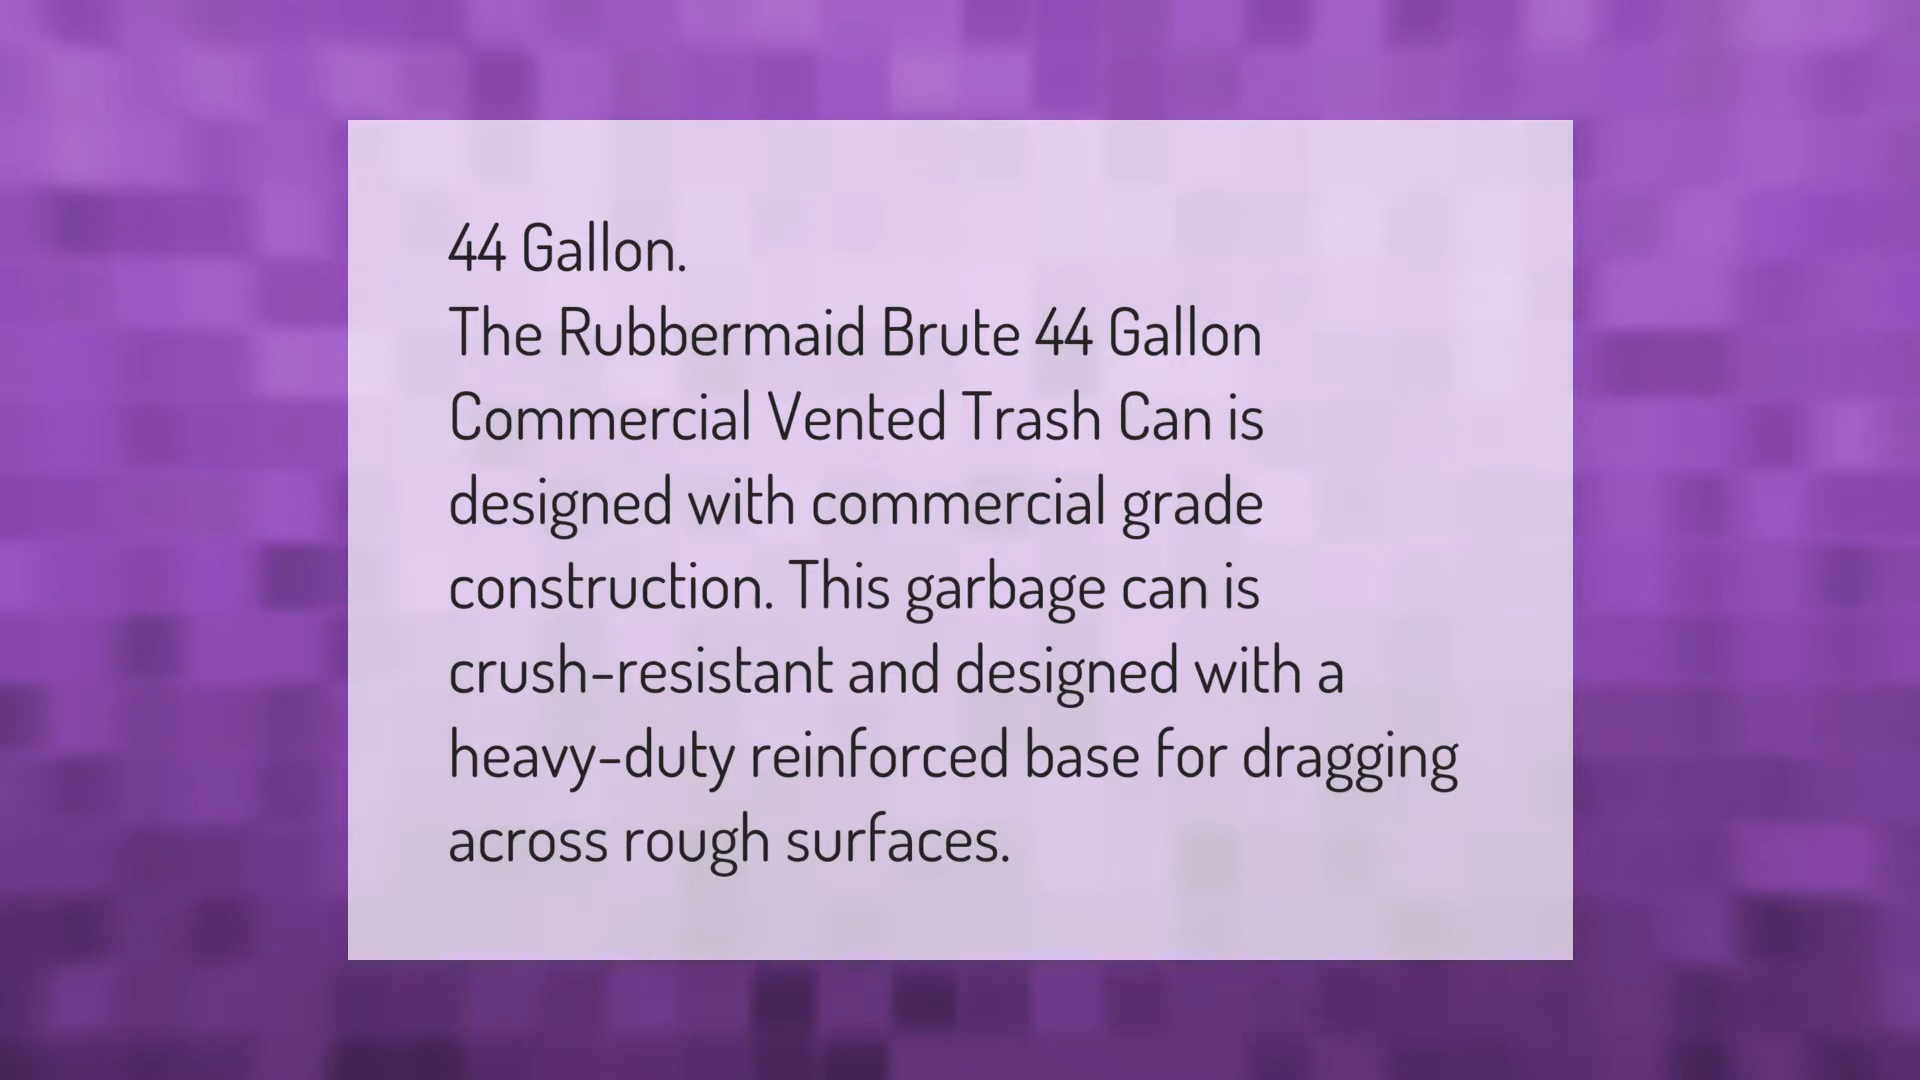 44 Gallon.
The Rubbermaid Brute 44 Gallon
Commercial Vented Trash Can is
designed with commercial grade
construction. This garbage can is
crush-resistant and designed with a
heavy-duty reinforced base for dragging
across rough surfaces.